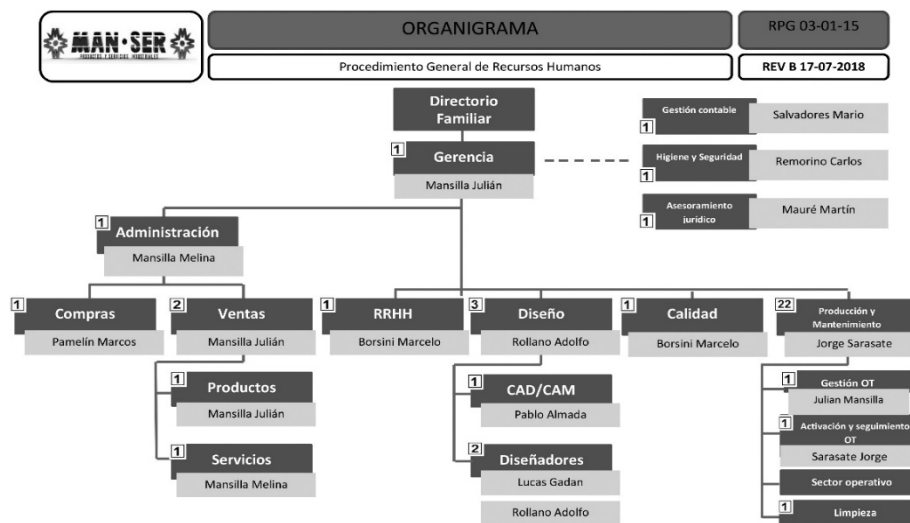 MAN·SER
PRODUCTOS Y SERVICIOS INDUSTRIALES
ORGANIGRAMA
RPG 03-01-15
Procedimiento General de Recursos Humanos
REV B 17-07-2018
Directorio
Familiar
1
Gerencia
Mansilla Julián
Gestión contable
1
Salvadores Mario
Higiene y Seguridad
1
Remorino Carlos
Asesoramiento
jurídico
1
Mauré Martín
1
Administración
Mansilla Melina
1
Compras
Pamelín Marcos
2
Ventas
Mansilla Julián
1
RRHH
Borsini Marcelo
3
Diseño
Rollano Adolfo
1
Calidad
Borsini Marcelo
22
Producción y
Mantenimiento
Jorge Sarasate
1
Productos
Mansilla Julián
1
Servicios
Mansilla Melina
1
CAD/CAM
Pablo Almada
2
Diseñadores
Lucas Gadan
Rollano Adolfo
1
Gestión OT
Julian Mansilla
1
Activación y seguimiento
OT
Sarasate Jorge
Sector operativo
1
Limpieza